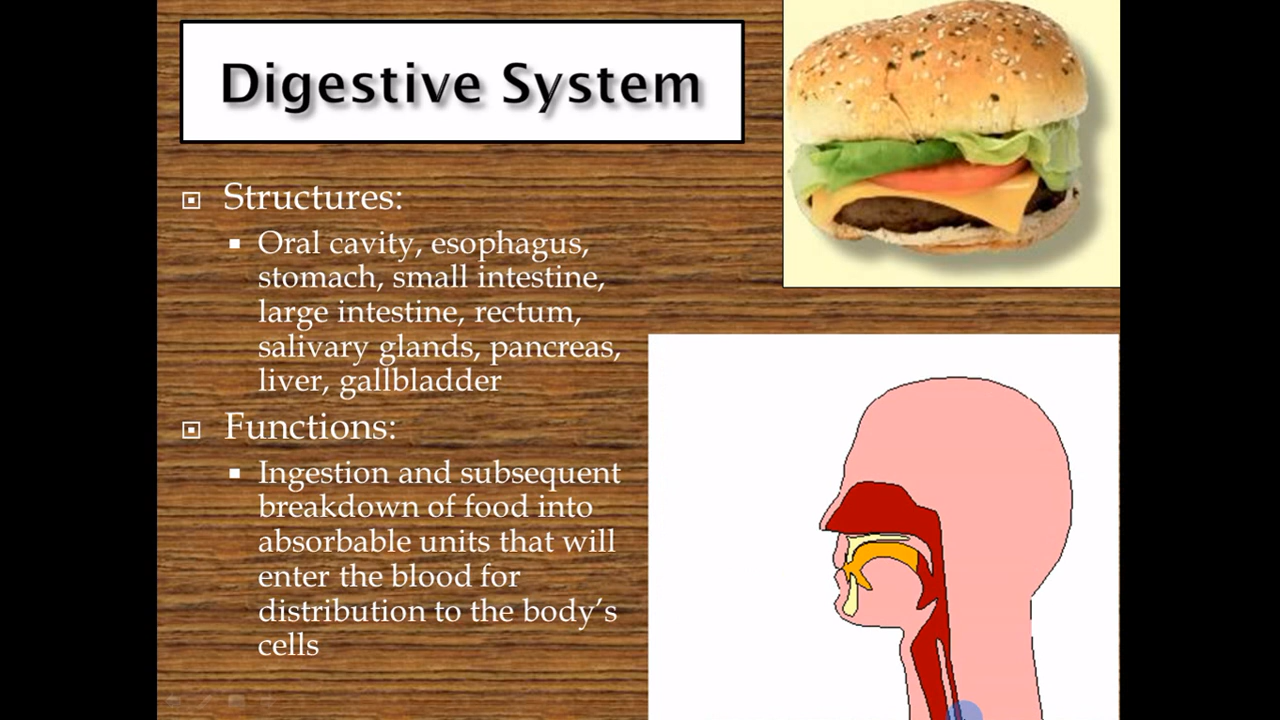 Digestive System
Structures:
Oral cavity, esophagus,
stomach, small intestine,
large intestine, rectum,
salivary glands, pancreas,
liver, gallbladder
Functions:
Ingestion and subsequent
breakdown of food into
absorbable units that will
enter the blood for
distribution to the body’s
cells